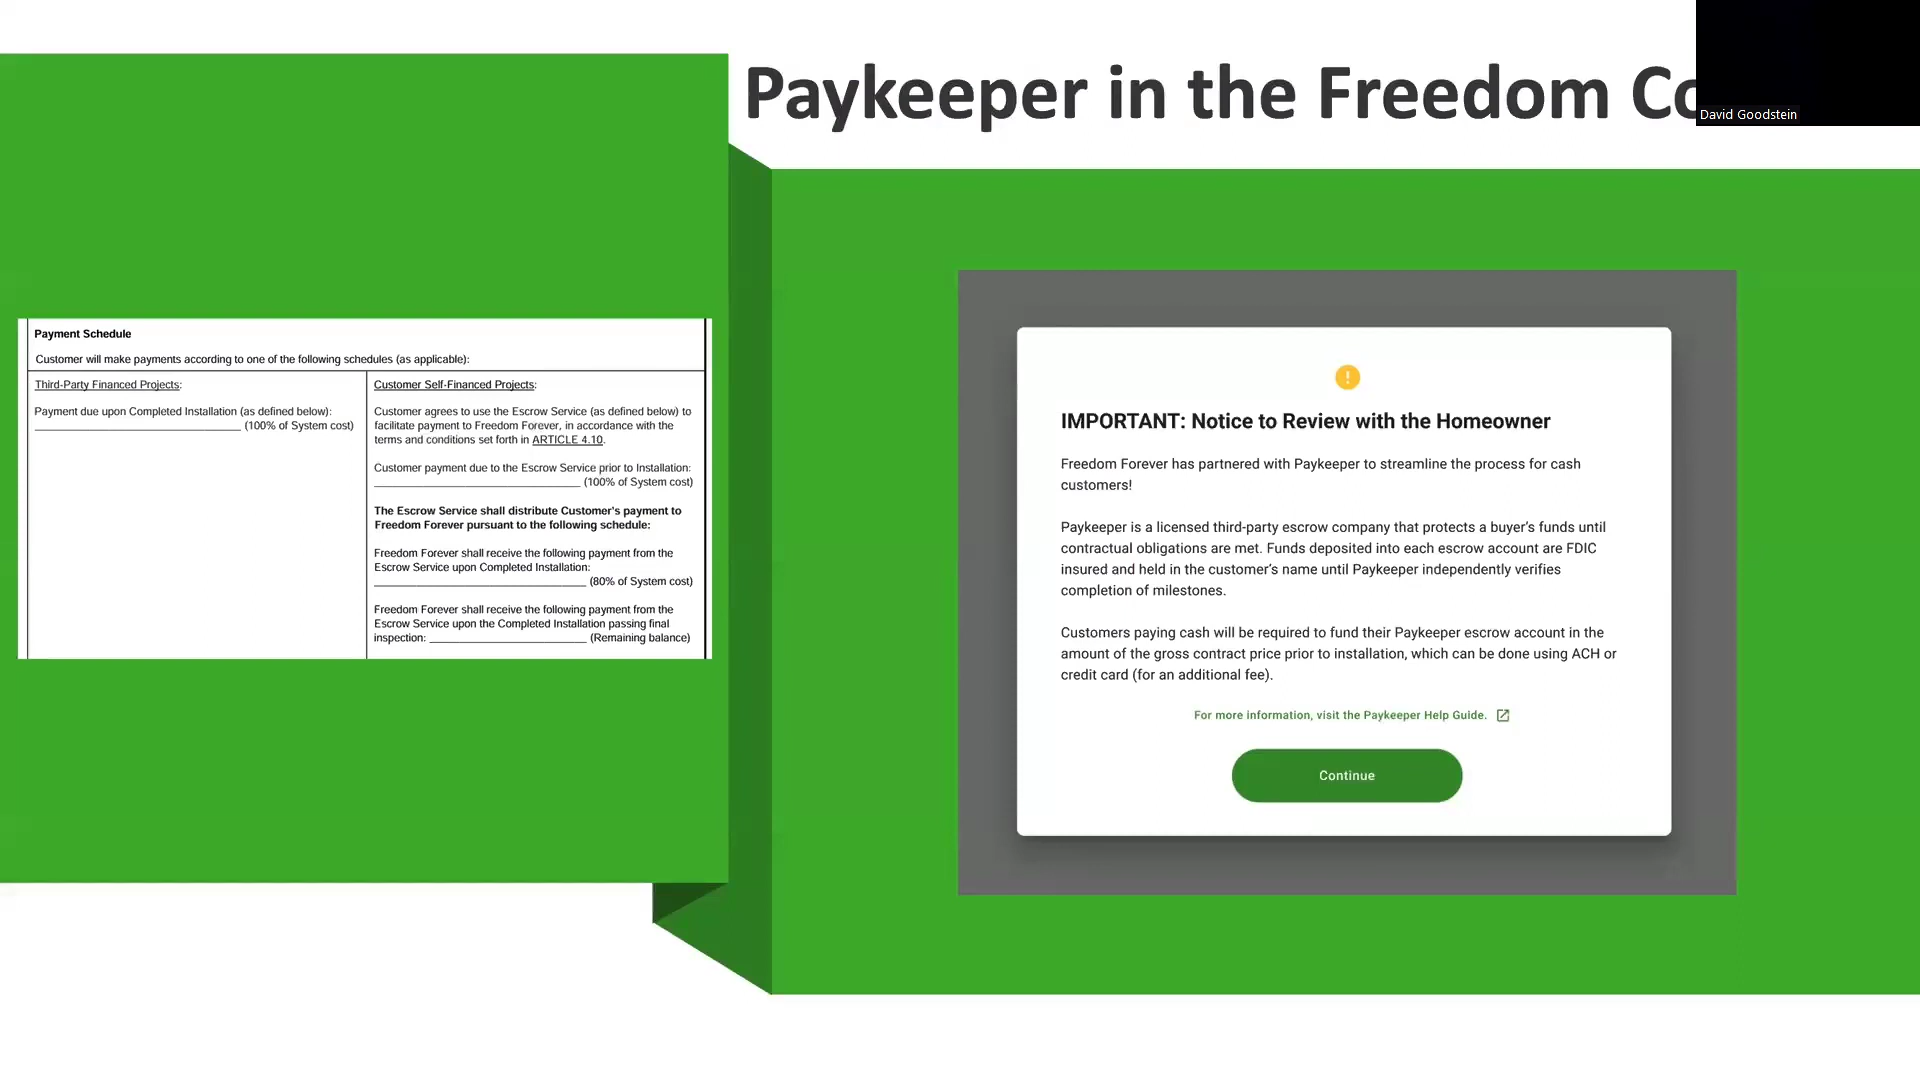 Paykeeper in the Freedom Co
David Goodstein
Payment Schedule
Customer will make payments according to one of the following schedules (as applicable):
Third-Party Financed Projects:
Payment due upon Completed Installation (as defined below):
______________________________ (100% of System cost)
Customer Self-Financed Projects:
Customer agrees to use the Escrow Service (as defined below) to
facilitate payment to Freedom Forever, in accordance with the
terms and conditions set forth in ARTICLE 4.10.
Customer payment due to the Escrow Service prior to Installation:
______________________________ (100% of System cost)
The Escrow Service shall distribute Customer's payment to
Freedom Forever pursuant to the following schedule:
Freedom Forever shall receive the following payment from the
Escrow Service upon Completed Installation:
______________________________ (80% of System cost)
Freedom Forever shall receive the following payment from the
Escrow Service upon the Completed Installation passing final
inspection: ______________________ (Remaining balance)
!
IMPORTANT: Notice to Review with the Homeowner
Freedom Forever has partnered with Paykeeper to streamline the process for cash
customers!
Paykeeper is a licensed third-party escrow company that protects a buyer's funds until
contractual obligations are met. Funds deposited into each escrow account are FDIC
insured and held in the customer's name until Paykeeper independently verifies
completion of milestones.
Customers paying cash will be required to fund their Paykeeper escrow account in the
amount of the gross contract price prior to installation, which can be done using ACH or
credit card (for an additional fee).
For more information, visit the Paykeeper Help Guide.
Continue